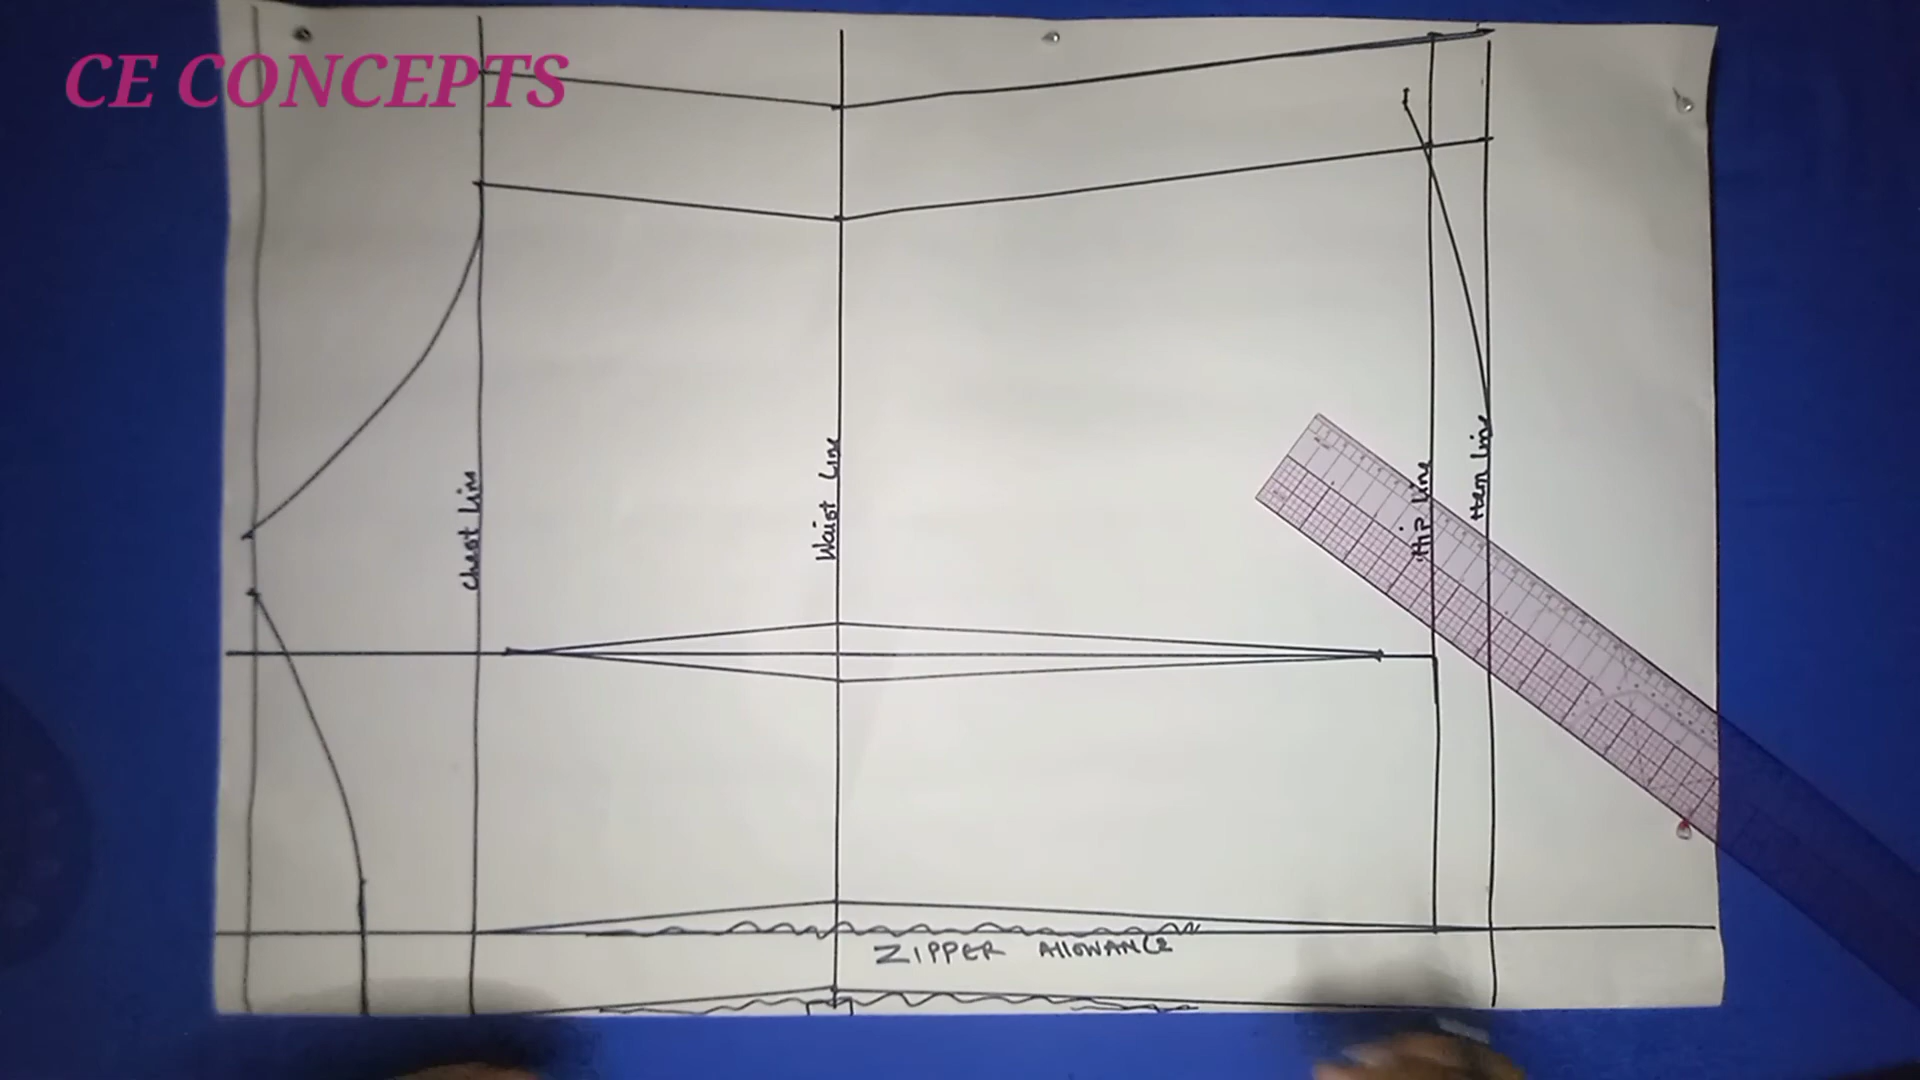 CE CONCEPTS
Chest Line
Waist Line
Hip Line
Hem Line
ZIPPER AllOWANCE